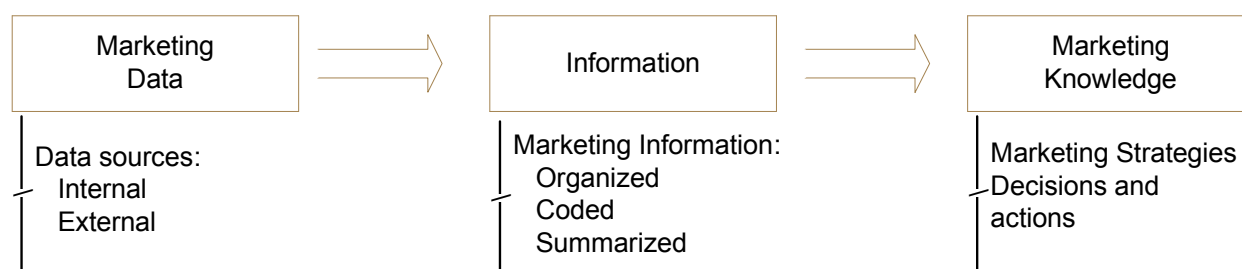 Marketing
Data
Information
Marketing
Knowledge
Data sources:
Internal
External
Marketing Information:
Organized
Coded
Summarized
Marketing Strategies
Decisions and
actions